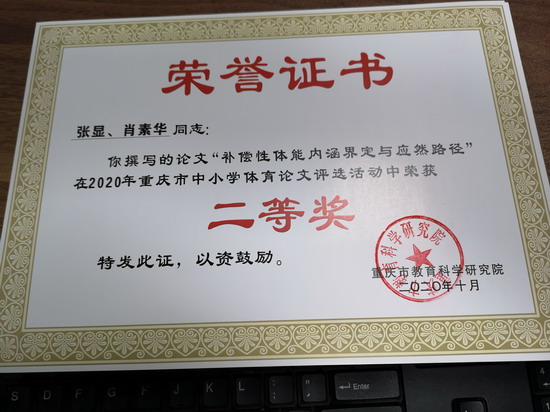 荣誉证书
张显、肖素华 同志：
你撰写的论文“补偿性体能内涵界定与应然路径”
在2020年重庆市中小学体育论文评选活动中荣获
二等奖
特发此证，以资鼓励。
重庆市教育科学研究院
二〇二〇年十月
S
D
F
G
H
J
K
L
Enter